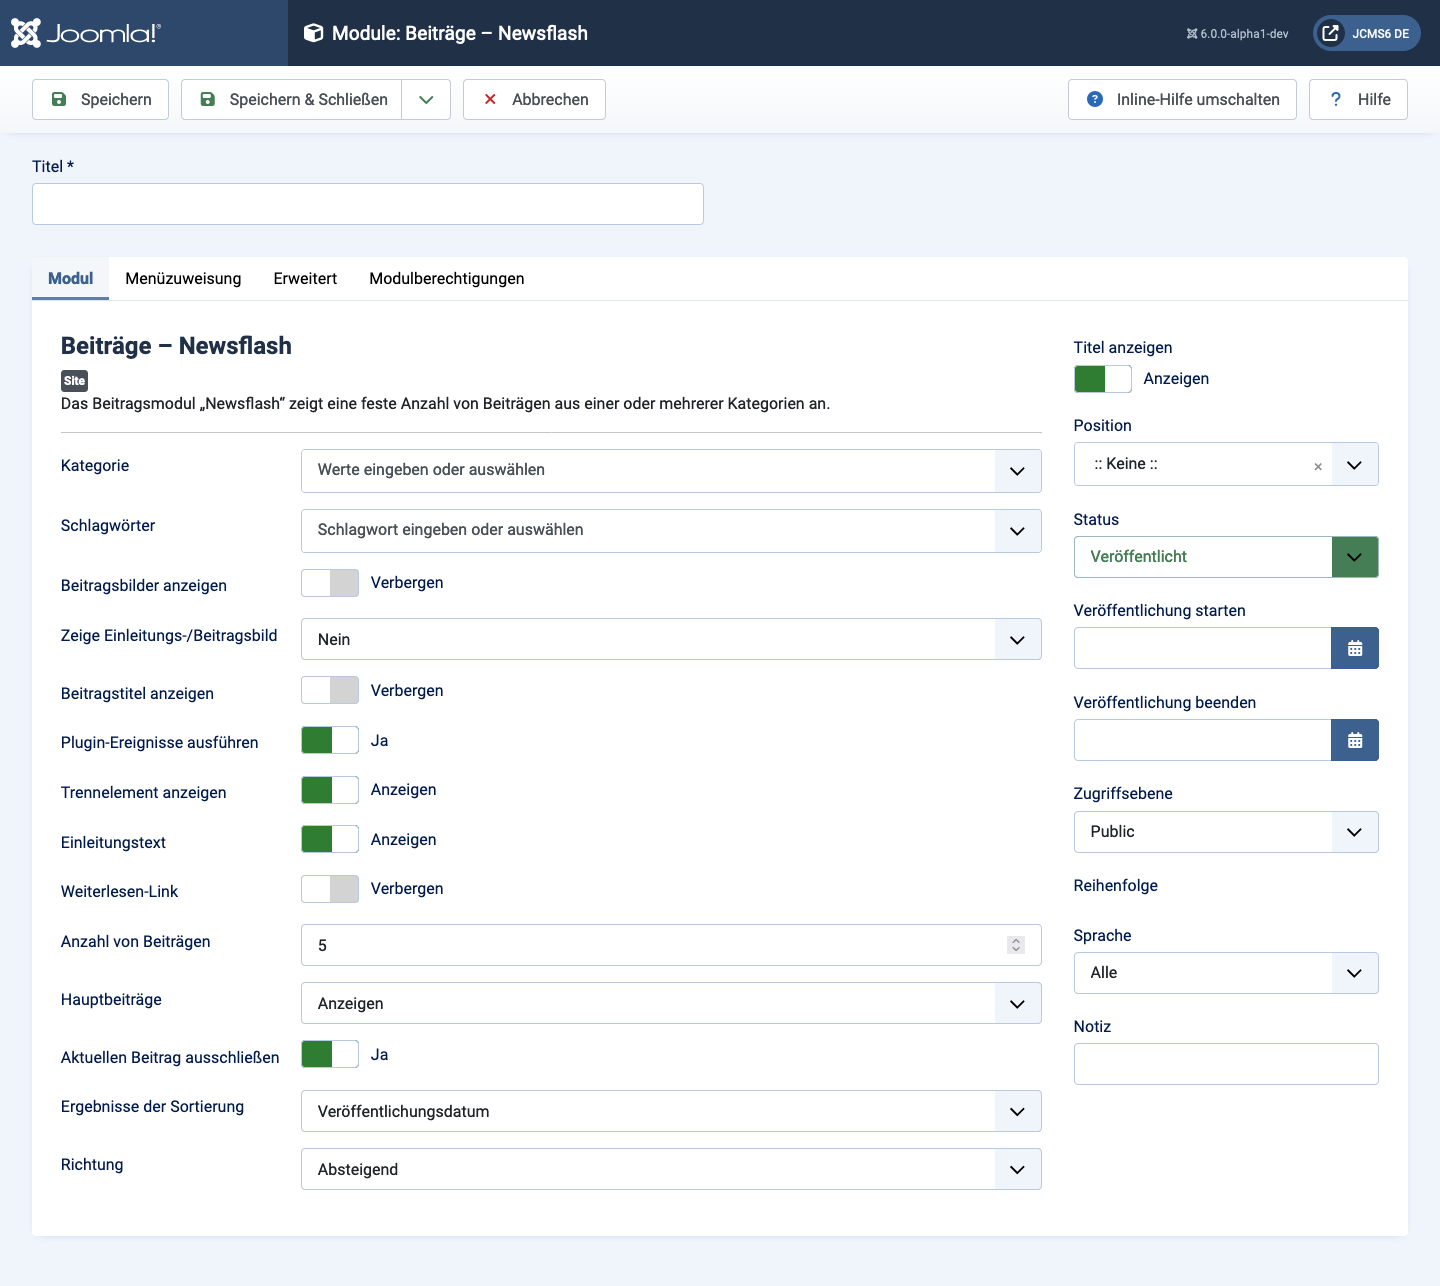 Joomla!®
Module: Beiträge – Newsflash
6.0.0-alpha1-dev
JCMS6 DE
Speichern
Speichern & Schließen
Abbrechen
Inline-Hilfe umschalten
? Hilfe
Titel *
Modul
Menüzuweisung
Erweitert
Modulberechtigungen
Beiträge – Newsflash
Site
Das Beitragsmodul „Newsflash“ zeigt eine feste Anzahl von Beiträgen aus einer oder mehrerer Kategorien an.
Kategorie
Werte eingeben oder auswählen
Schlagwörter
Schlagwort eingeben oder auswählen
Beitragsbilder anzeigen
Verbergen
Zeige Einleitungs-/Beitragsbild
Nein
Beitragstitel anzeigen
Verbergen
Plugin-Ereignisse ausführen
Ja
Trennelement anzeigen
Anzeigen
Einleitungstext
Anzeigen
Weiterlesen-Link
Verbergen
Anzahl von Beiträgen
5
Hauptbeiträge
Anzeigen
Aktuellen Beitrag ausschließen
Ja
Ergebnisse der Sortierung
Veröffentlichungsdatum
Richtung
Absteigend
Titel anzeigen
Anzeigen
Position
:: Keine ::
×
Status
Veröffentlicht
Veröffentlichung starten
Veröffentlichung beenden
Zugriffsebene
Public
Reihenfolge
Sprache
Alle
Notiz